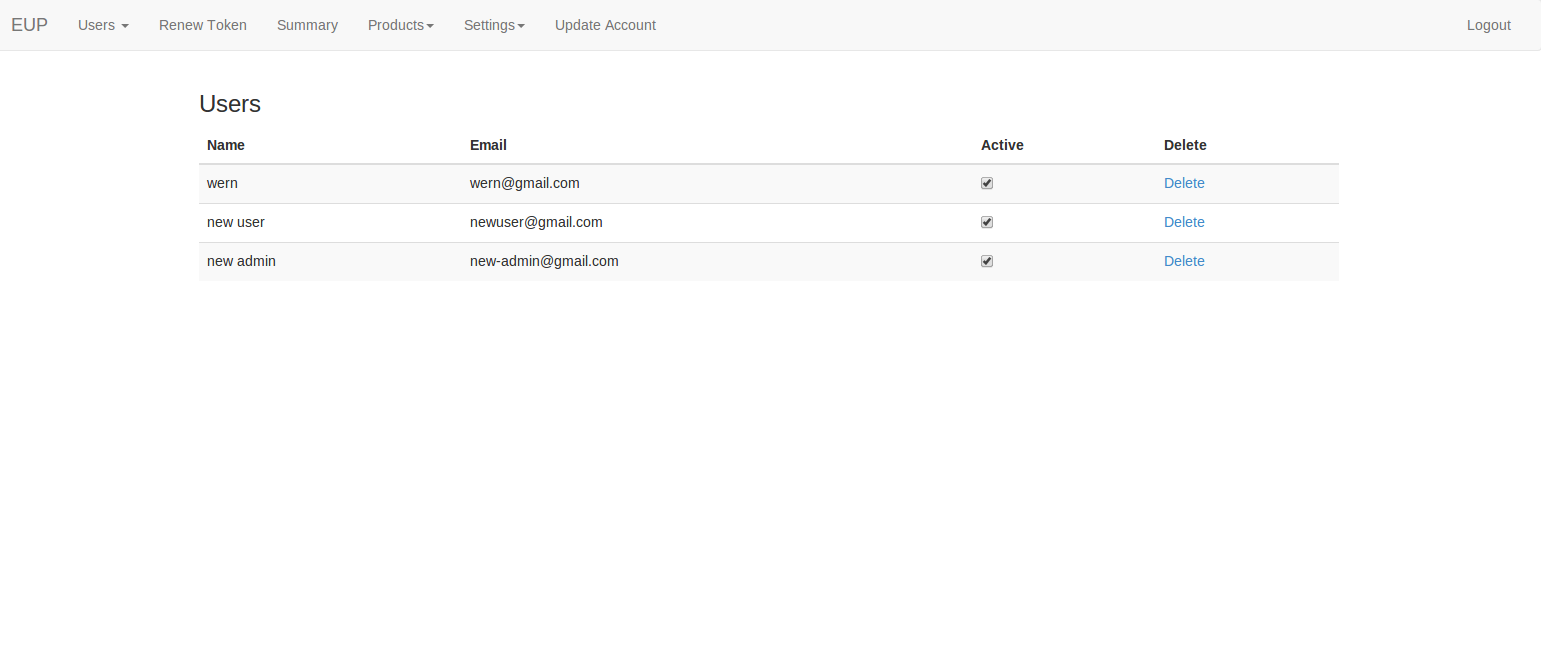 EUP Users Renew Token Summary Products Settings Update Account Logout
Users
Name Email Active Delete
wern wern@gmail.com Delete
new user newuser@gmail.com Delete
new admin new-admin@gmail.com Delete